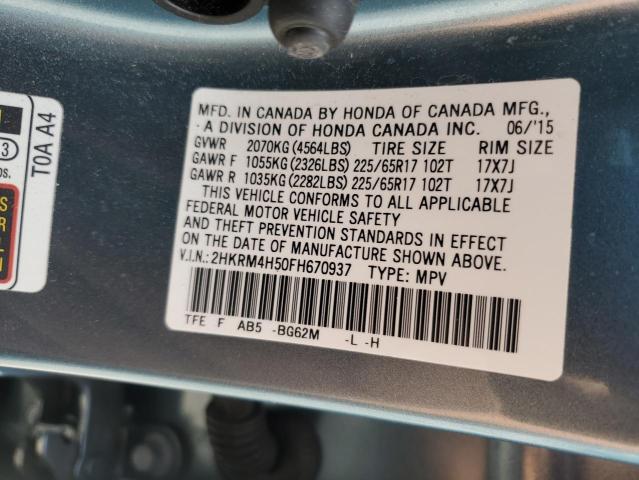 MFD. IN CANADA BY HONDA OF CANADA MFG.,
A DIVISION OF HONDA CANADA INC. 06/'15
GVWR 2070KG (4564LBS) TIRE SIZE RIM SIZE
GAWR F 1055KG (2326LBS) 225/65R17 102T 17X7J
GAWR R 1035KG (2282LBS) 225/65R17 102T 17X7J
THIS VEHICLE CONFORMS TO ALL APPLICABLE
FEDERAL MOTOR VEHICLE SAFETY
AND THEFT PREVENTION STANDARDS IN EFFECT
ON THE DATE OF MANUFACTURE SHOWN ABOVE.
V.I.N.: 2HKRM4H50FH670937 TYPE: MPV
TFE F AB5 -BG62M -L -H
T0A A4
3